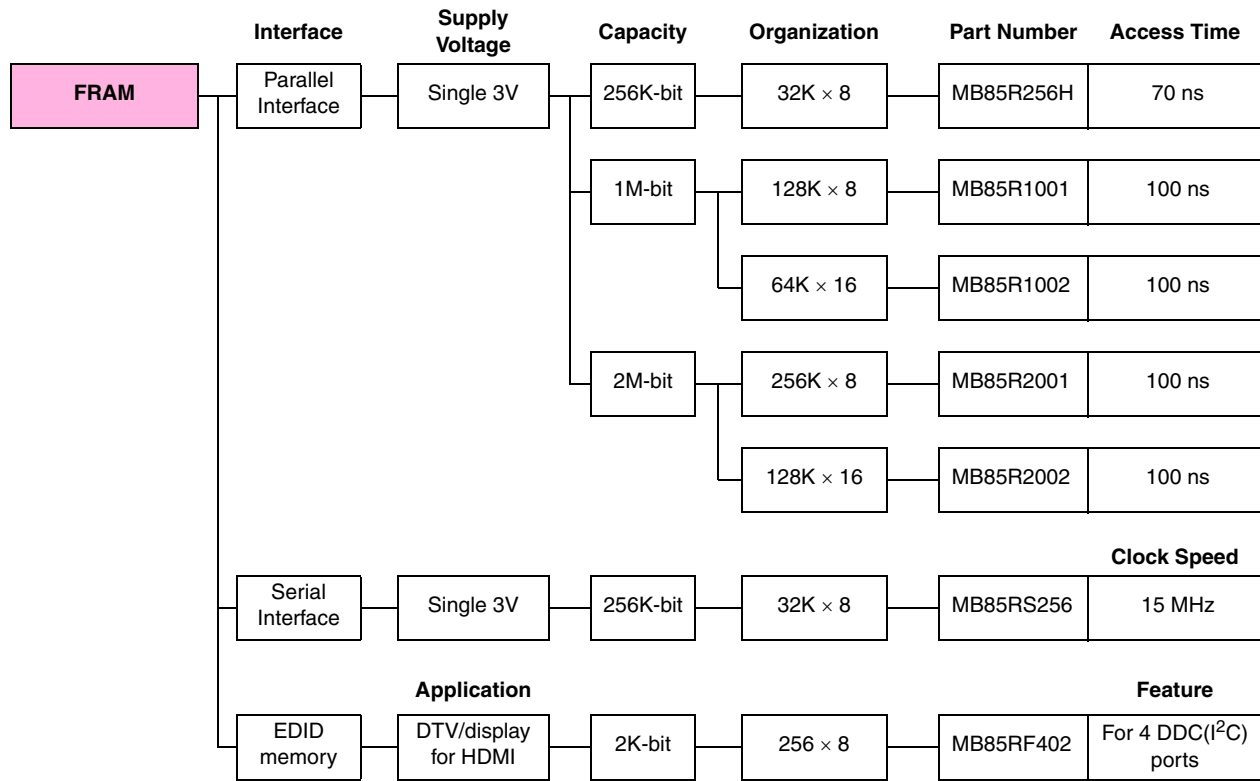 Interface Supply Voltage Capacity Organization Part Number Access Time
FRAM Parallel Interface Single 3V 256K-bit 32K × 8 MB85R256H 70 ns
1M-bit 128K × 8 MB85R1001 100 ns
64K × 16 MB85R1002 100 ns
2M-bit 256K × 8 MB85R2001 100 ns
128K × 16 MB85R2002 100 ns
Clock Speed
Serial Interface Single 3V 256K-bit 32K × 8 MB85RS256 15 MHz
Application Feature
EDID memory DTV/display for HDMI 2K-bit 256 × 8 MB85RF402 For 4 DDC(I²C) ports